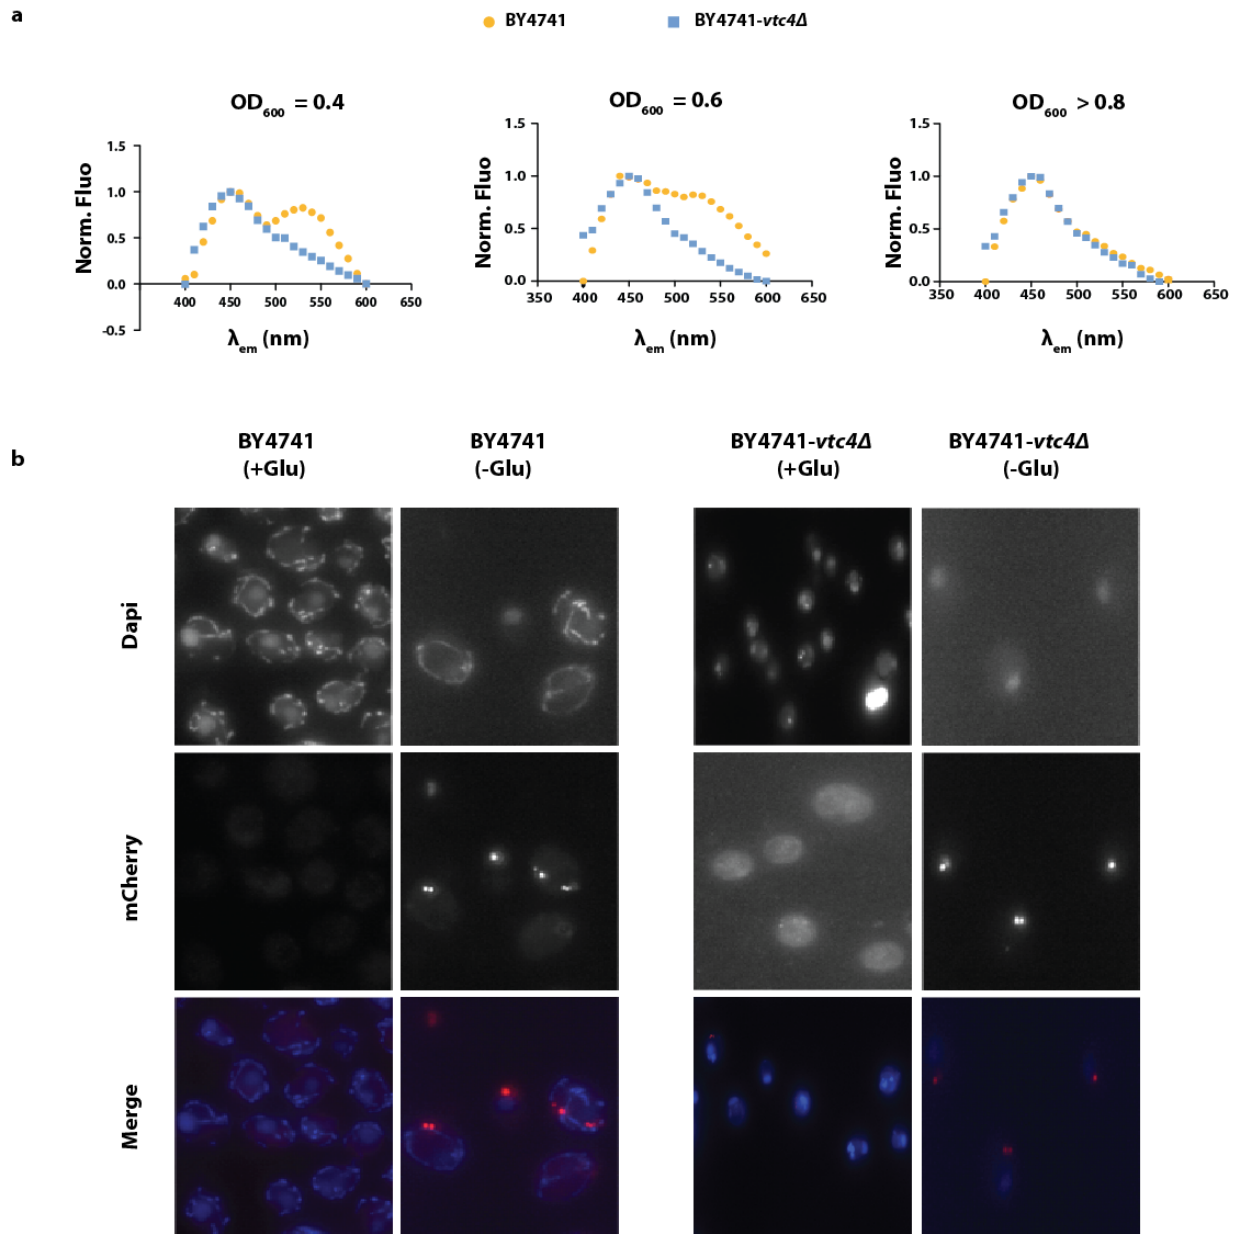 a
BY4741 BY4741-vtc4Δ
OD600 = 0.4 OD600 = 0.6 OD600 > 0.8
Norm. Fluo
1.5
1.0
0.5
0.0
-0.5
400 450 500 550 600 650
λem (nm)
Norm. Fluo
1.5
1.0
0.5
0.0
350 400 450 500 550 600 650
λem (nm)
Norm. Fluo
1.5
1.0
0.5
0.0
350 400 450 500 550 600 650
λem (nm)
b
BY4741 BY4741 BY4741-vtc4Δ BY4741-vtc4Δ
(+Glu) (-Glu) (+Glu) (-Glu)
Dapi
mCherry
Merge